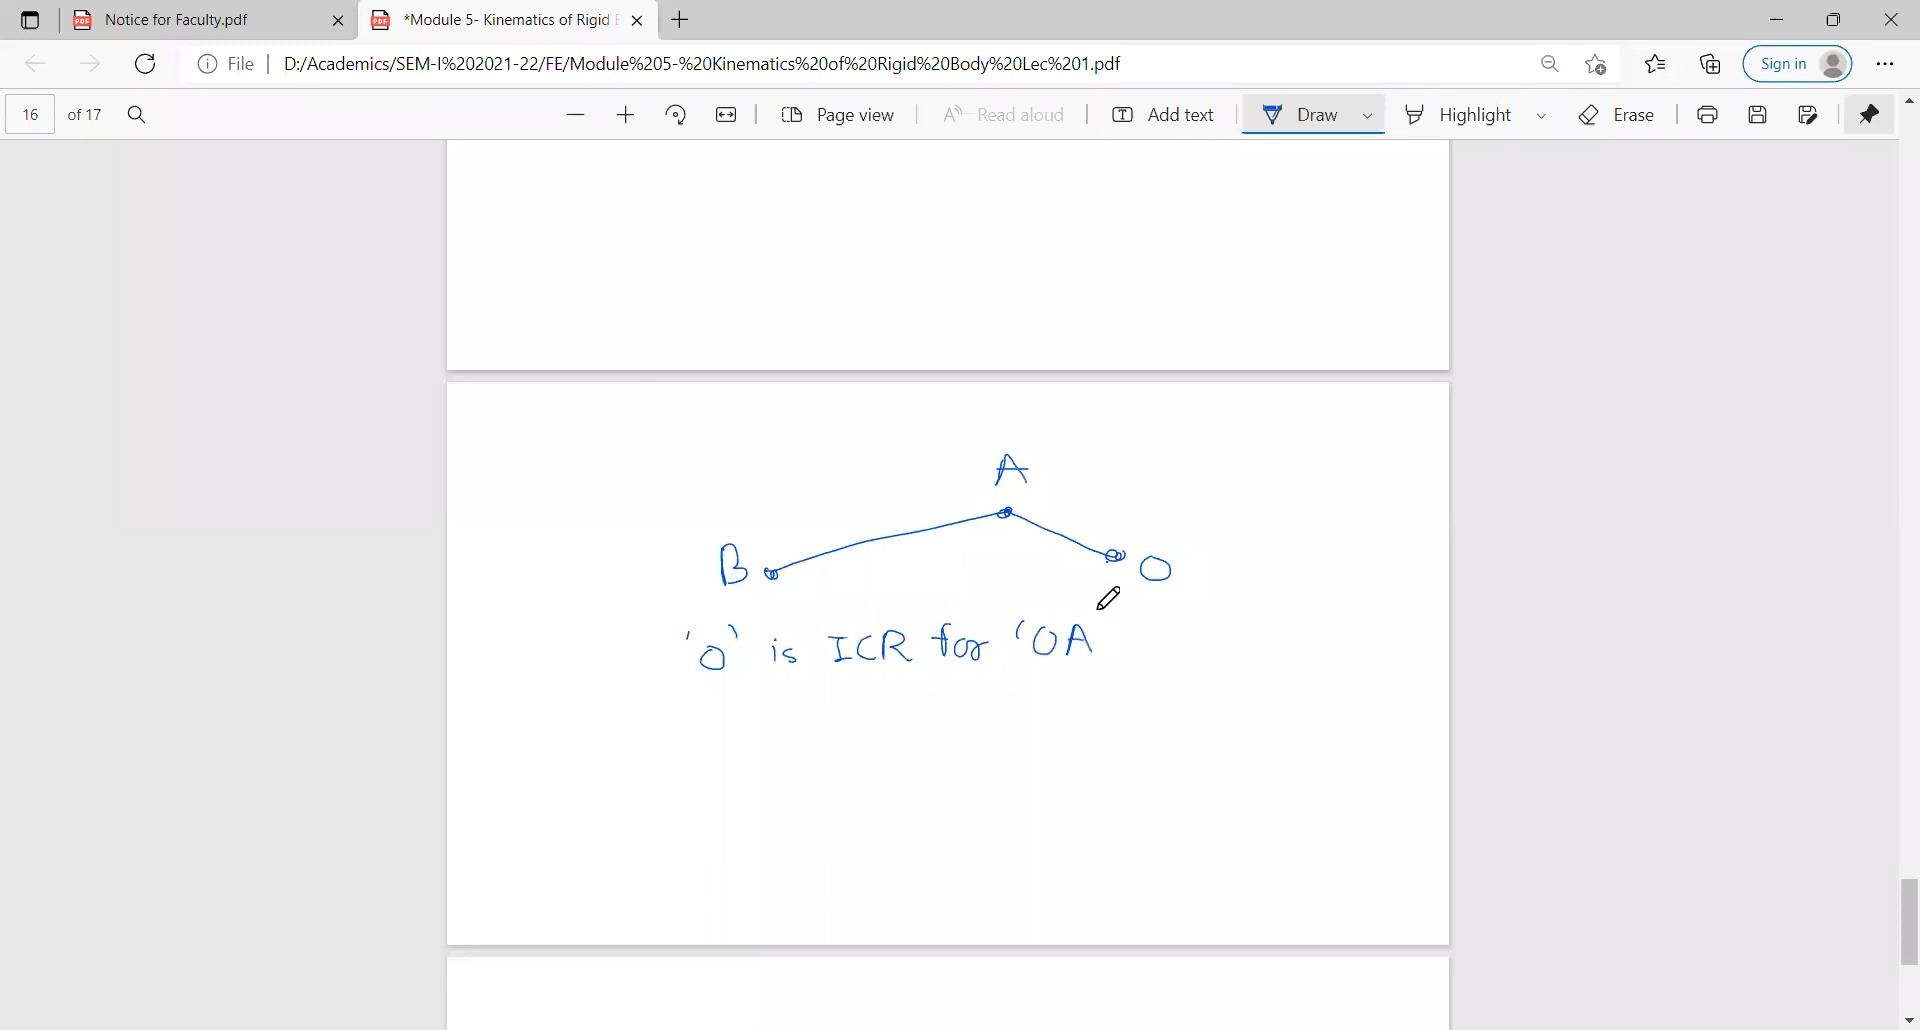 Notice for Faculty.pdf
*Module 5- Kinematics of Rigid
File
D:/Academics/SEM-I%202021-22/FE/Module%205-%20Kinematics%20of%20Rigid%20Body%20Lec%201.pdf
Sign in
16 of 17
Page view
Read aloud
Add text
Draw
Highlight
Erase
A
B
O
'O' is ICR for 'OA